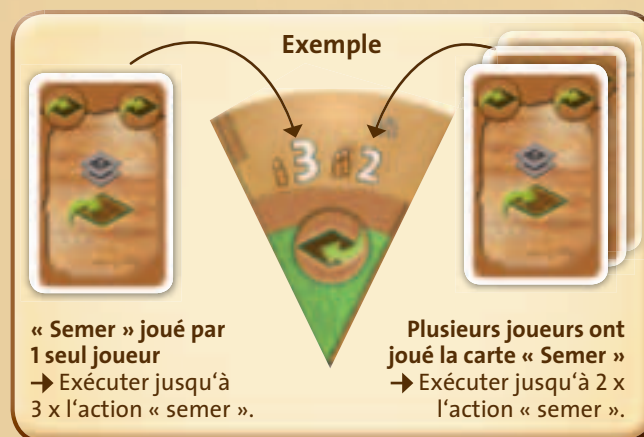 Exemple
3 2
« Semer » joué par
1 seul joueur
→ Exécuter jusqu‘à
3 x l‘action « semer ».
Plusieurs joueurs ont
joué la carte « Semer »
→ Exécuter jusqu‘à 2 x
l‘action « semer ».